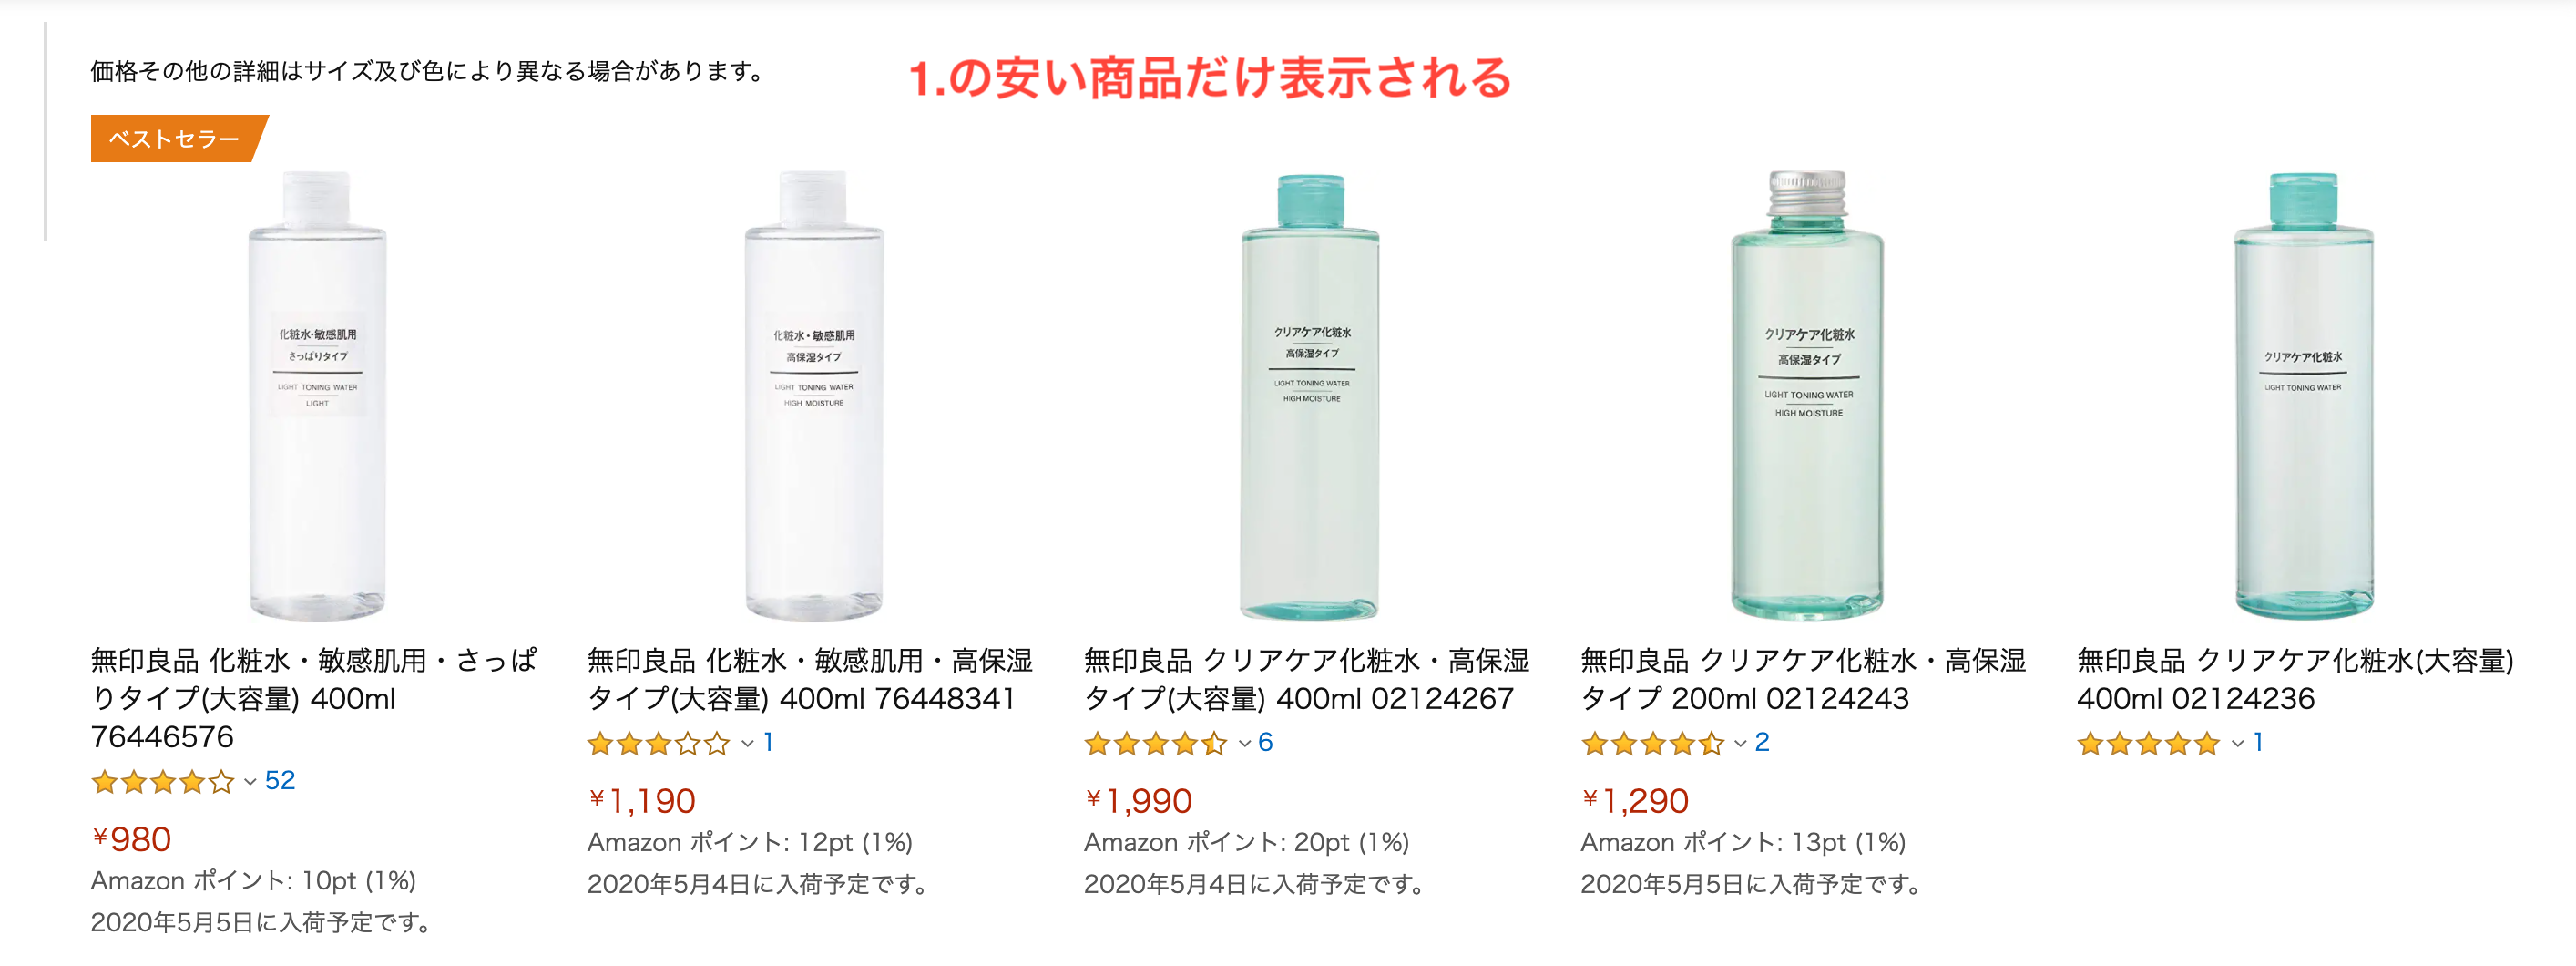 価格その他の詳細はサイズ及び色により異なる場合があります。
1.の安い商品だけ表示される
ベストセラー
化粧水・敏感肌用
さっぱりタイプ
LIGHT TONING WATER
LIGHT
化粧水・敏感肌用
高保湿タイプ
LIGHT TONING WATER
HIGH MOISTURE
クリアケア化粧水
高保湿タイプ
LIGHT TONING WATER
HIGH MOISTURE
クリアケア化粧水
高保湿タイプ
LIGHT TONING WATER
HIGH MOISTURE
クリアケア化粧水
LIGHT TONING WATER
無印良品 化粧水・敏感肌用・さっぱ
りタイプ(大容量) 400ml
76446576
52
¥980
Amazon ポイント: 10pt (1%)
2020年5月5日に入荷予定です。
無印良品 化粧水・敏感肌用・高保湿
タイプ(大容量) 400ml 76448341
1
¥1,190
Amazon ポイント: 12pt (1%)
2020年5月4日に入荷予定です。
無印良品 クリアケア化粧水・高保湿
タイプ(大容量) 400ml 02124267
6
¥1,990
Amazon ポイント: 20pt (1%)
2020年5月4日に入荷予定です。
無印良品 クリアケア化粧水・高保湿
タイプ 200ml 02124243
2
¥1,290
Amazon ポイント: 13pt (1%)
2020年5月5日に入荷予定です。
無印良品 クリアケア化粧水(大容量)
400ml 02124236
1